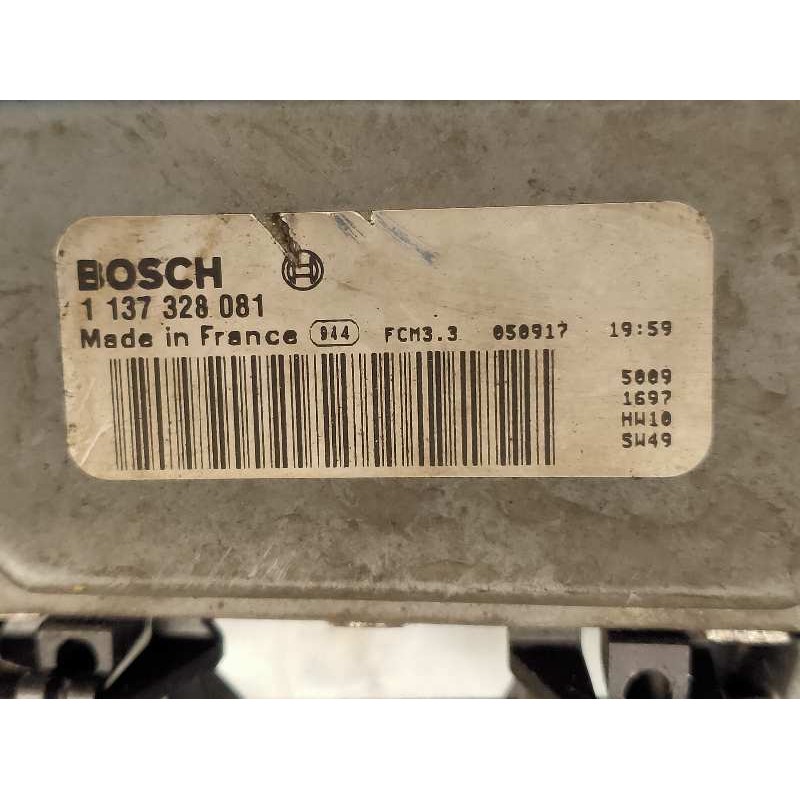 BOSCH
1 137 328 081
Made in France 944 FCM3.3 050917 19:59
5009
1697
HW10
SW49